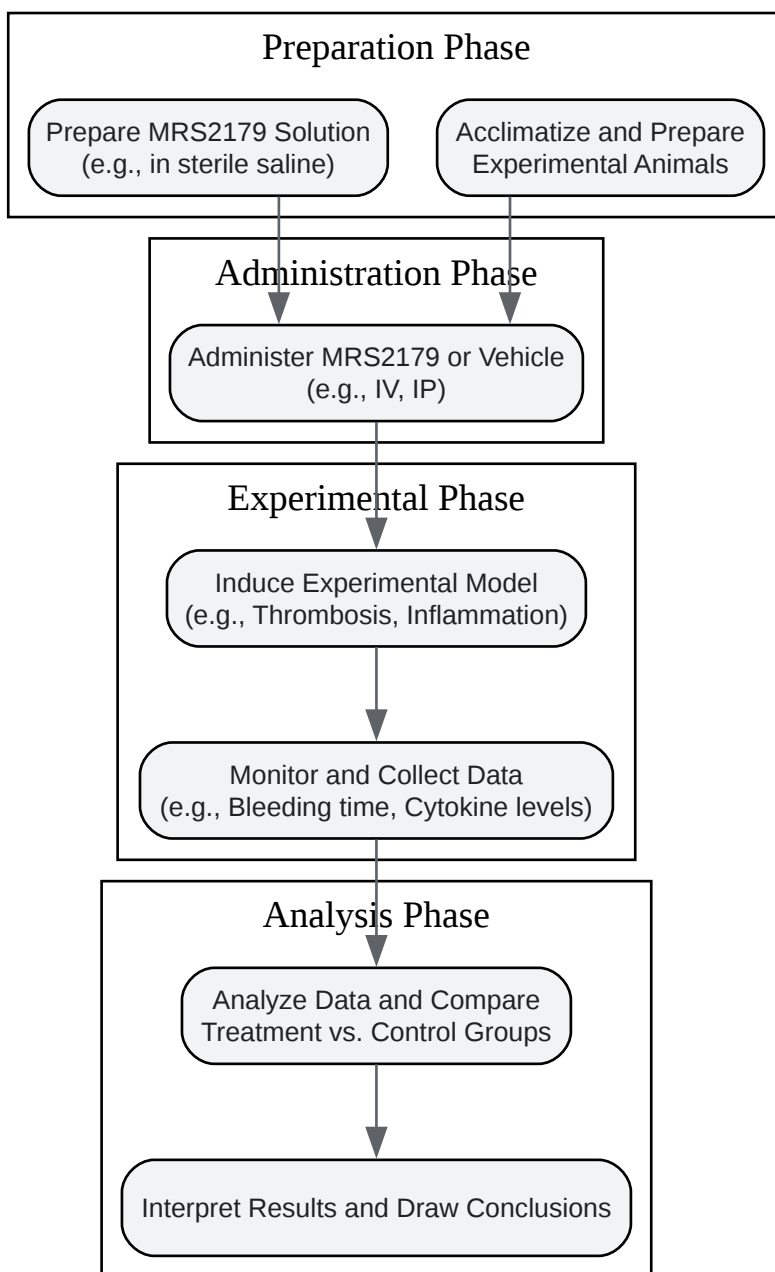 Preparation Phase
Prepare MRS2179 Solution
(e.g., in sterile saline)
Acclimatize and Prepare
Experimental Animals
Administration Phase
Administer MRS2179 or Vehicle
(e.g., IV, IP)
Experimental Phase
Induce Experimental Model
(e.g., Thrombosis, Inflammation)
Monitor and Collect Data
(e.g., Bleeding time, Cytokine levels)
Analysis Phase
Analyze Data and Compare
Treatment vs. Control Groups
Interpret Results and Draw Conclusions